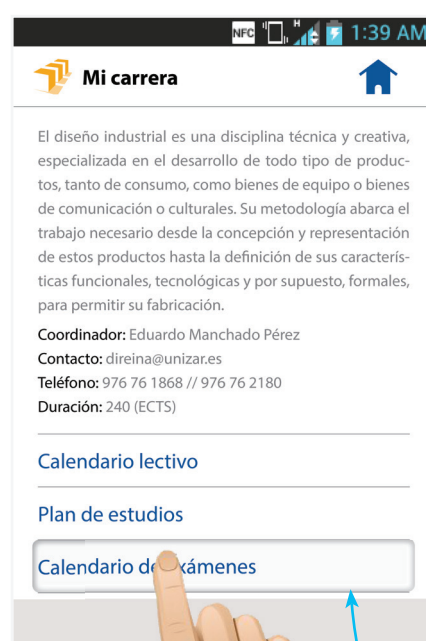 NFC H 1:39 AM
Mi carrera
El diseño industrial es una disciplina técnica y creativa,
especializada en el desarrollo de todo tipo de produc-
tos, tanto de consumo, como bienes de equipo o bienes
de comunicación o culturales. Su metodología abarca el
trabajo necesario desde la concepción y representación
de estos productos hasta la definición de sus caracterís-
ticas funcionales, tecnológicas y por supuesto, formales,
para permitir su fabricación.
Coordinador: Eduardo Manchado Pérez
Contacto: direina@unizar.es
Teléfono: 976 76 1868 // 976 76 2180
Duración: 240 (ECTS)
Calendario lectivo
Plan de estudios
Calendario de exámenes